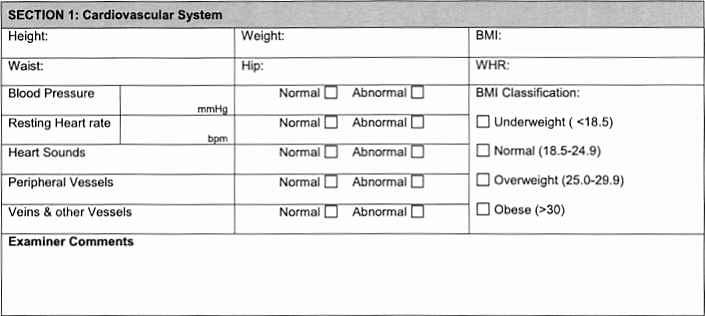 SECTION 1: Cardiovascular System
Height: Weight: BMI:
Waist: Hip: WHR:
Blood Pressure mmHg Normal Abnormal BMI Classification:
Resting Heart rate bpm Normal Abnormal Underweight ( <18.5)
Heart Sounds Normal Abnormal Normal (18.5-24.9)
Peripheral Vessels Normal Abnormal Overweight (25.0-29.9)
Veins & other Vessels Normal Abnormal Obese (>30)
Examiner Comments